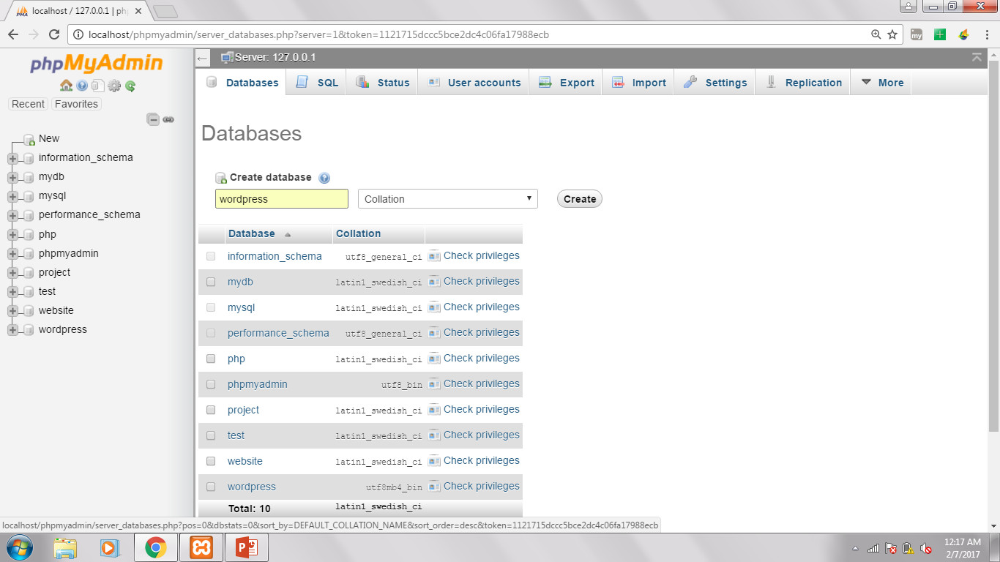 localhost / 127.0.0.1 | ph
localhost/phpmyadmin/server_databases.php?server=1&token=1121715dccc5bce2dc4c06fa17988ecb
my
phpMyAdmin
Recent Favorites
New
information_schema
mydb
mysql
performance_schema
php
phpmyadmin
project
test
website
wordpress
Server: 127.0.0.1
Databases SQL Status User accounts Export Import Settings Replication More
Databases
Create database
wordpress Collation Create
Database Collation
information_schema utf8_general_ci Check privileges
mydb latin1_swedish_ci Check privileges
mysql latin1_swedish_ci Check privileges
performance_schema utf8_general_ci Check privileges
php latin1_swedish_ci Check privileges
phpmyadmin utf8_bin Check privileges
project latin1_swedish_ci Check privileges
test latin1_swedish_ci Check privileges
website latin1_swedish_ci Check privileges
wordpress utf8mb4_bin Check privileges
Total: 10 latin1_swedish_ci
localhost/phpmyadmin/server_databases.php?pos=0&dbstats=0&sort_by=DEFAULT_COLLATION_NAME&sort_order=desc&token=1121715dccc5bce2dc4c06fa17988ecb
12:17 AM
2/7/2017